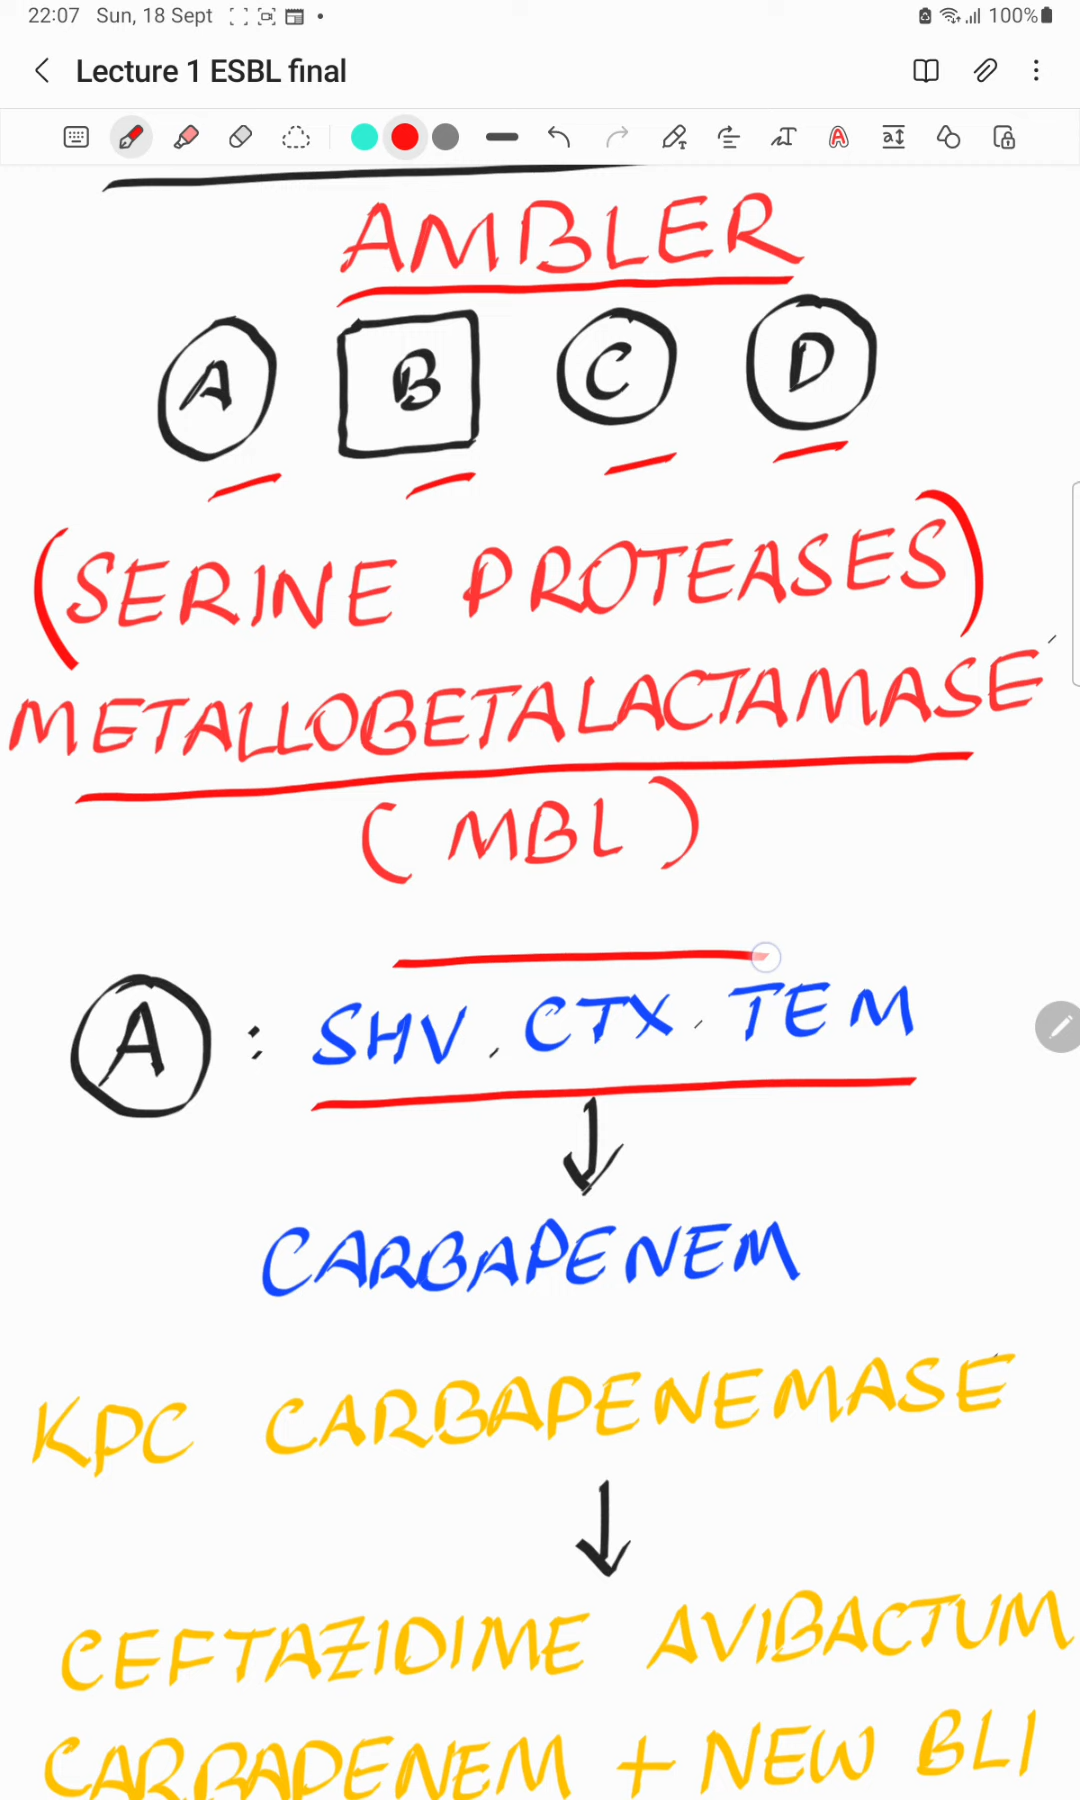 22:07 Sun, 18 Sept 100%
Lecture 1 ESBL final
AMBLER
A B C D
(SERINE PROTEASES)
METALLOBETALACTAMASE
(MBL)
A : SHV, CTX, TEM
CARBAPENEM
KPC CARBAPENEMASE
CEFTAZIDIME AVIBACTUM
CARBAPENEM + NEW BLI